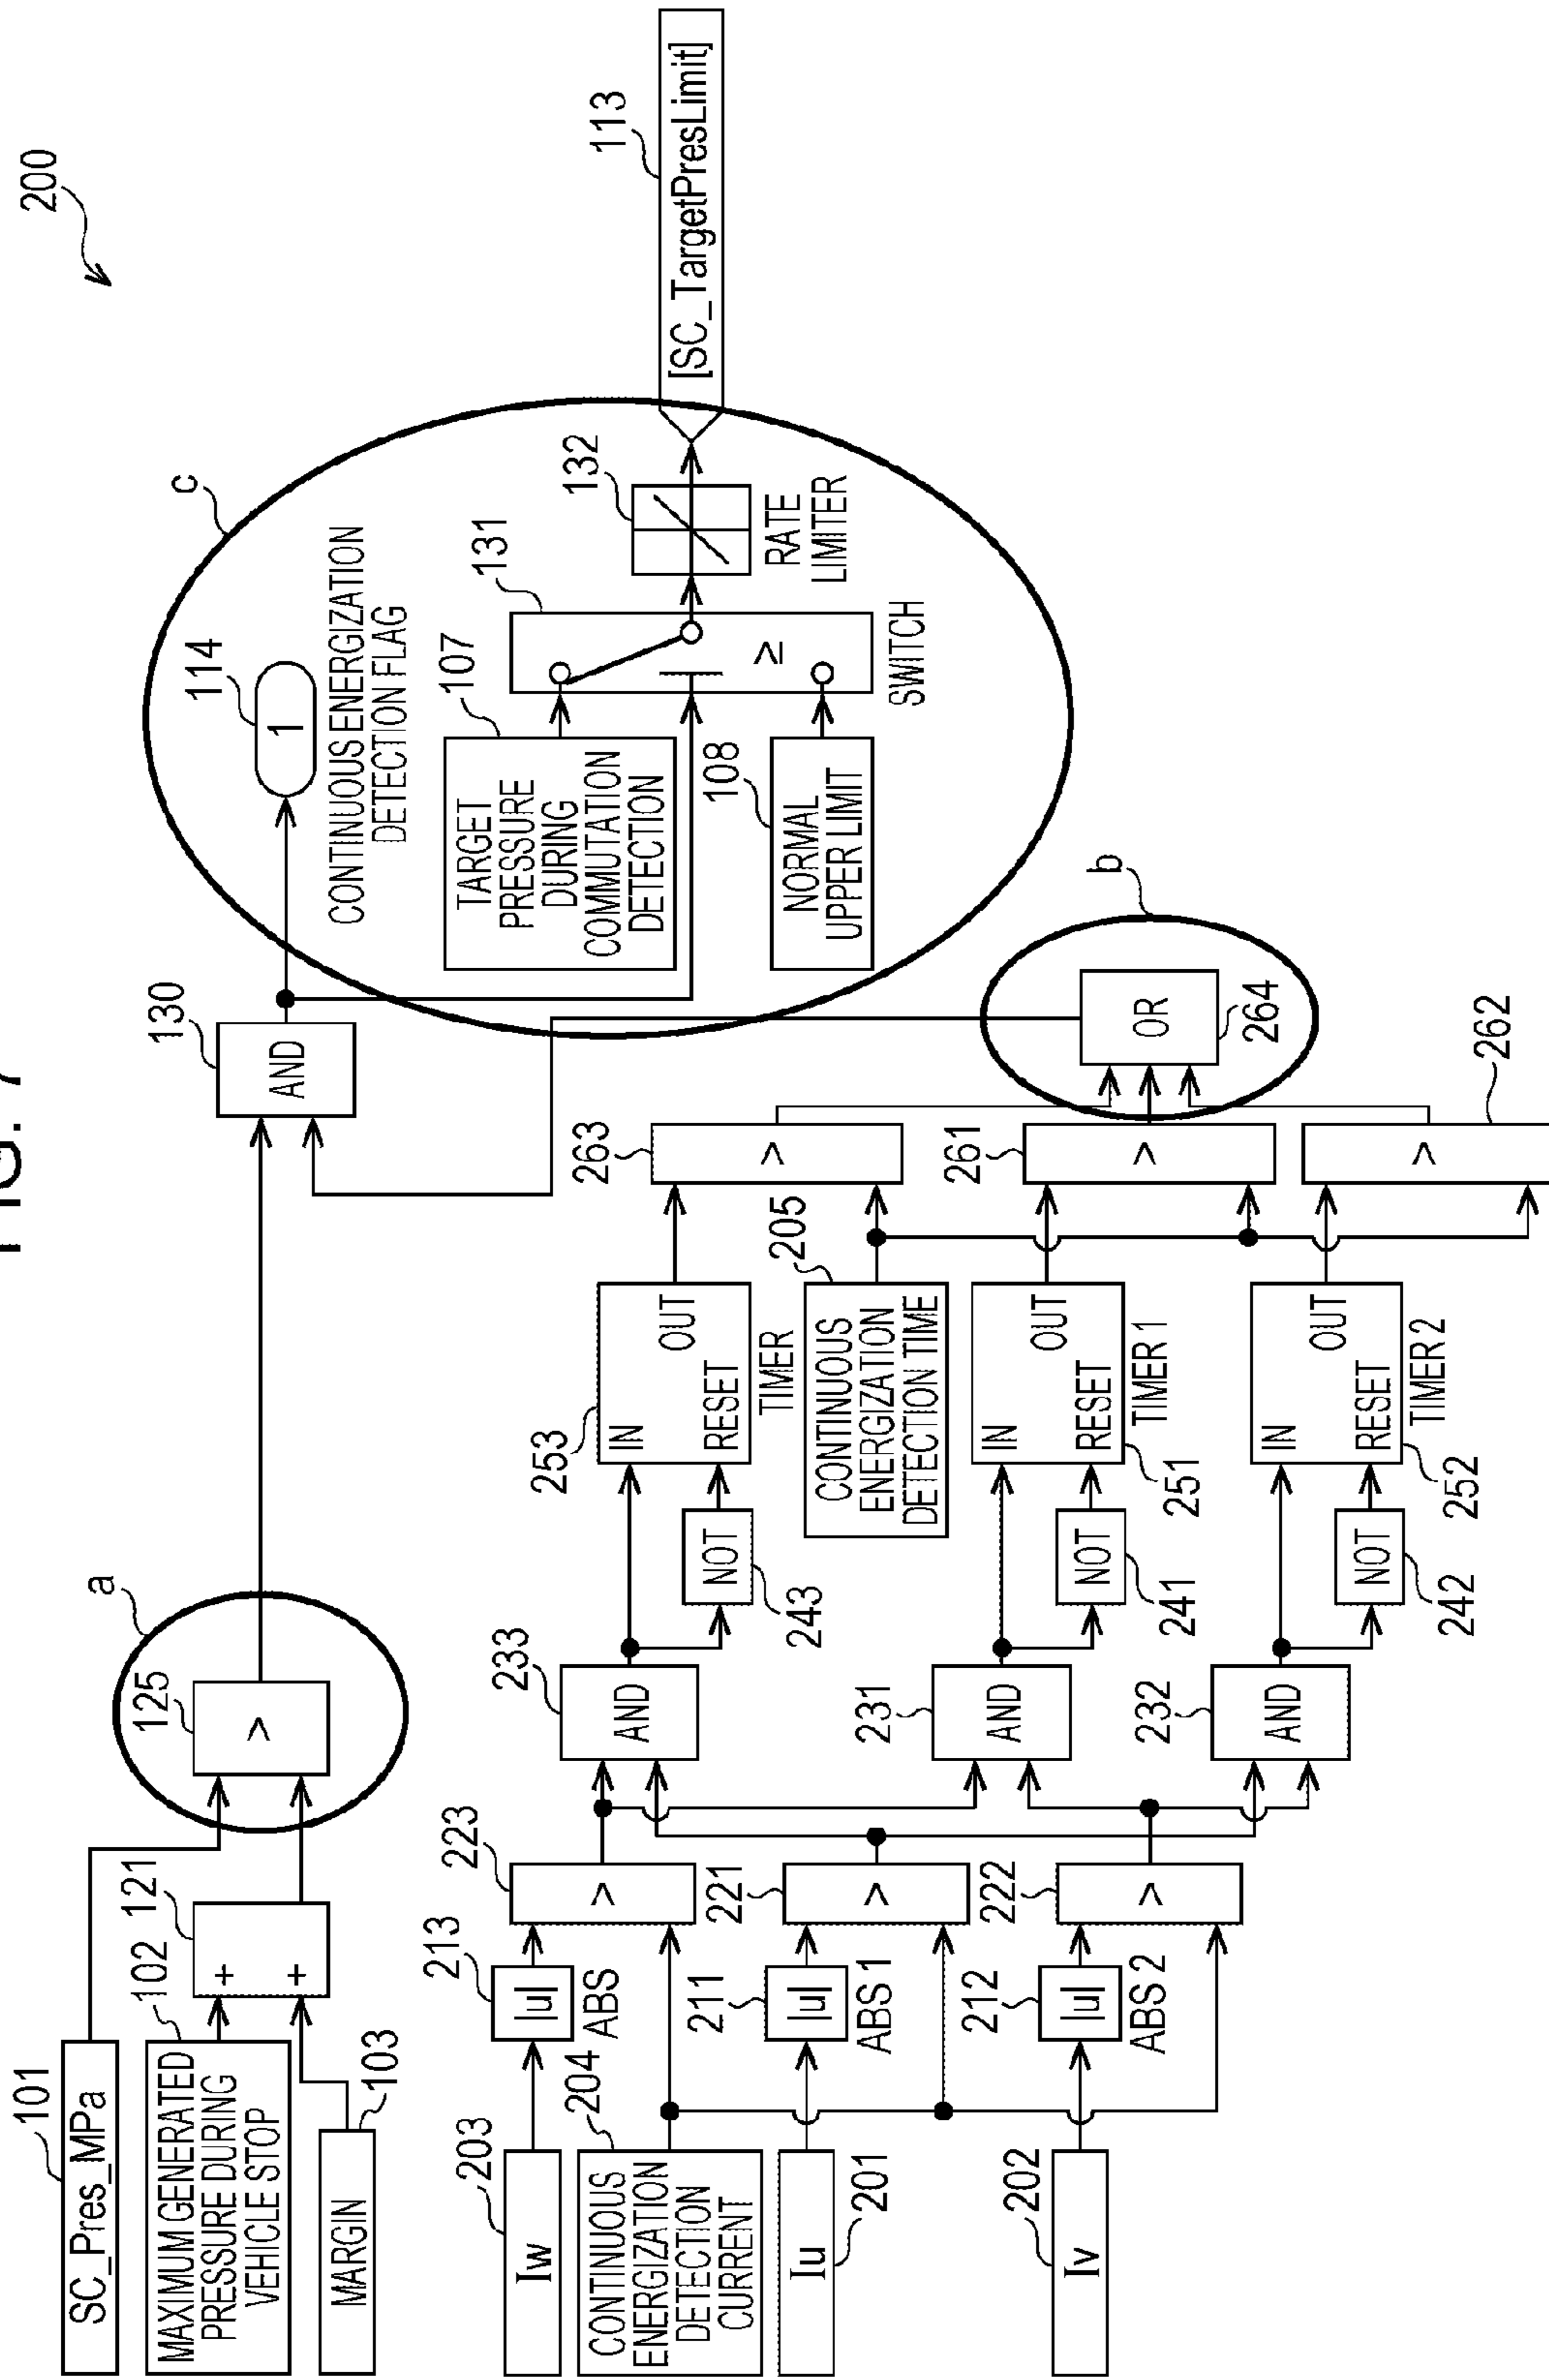 FIG. 7
200
101
SC_Pres_MPa
102
MAXIMUM GENERATED
PRESSURE DURING
VEHICLE STOP
MARGIN
103
121
+
+
a
125
>
130
AND
c
114
1
CONTINUOUS ENERGIZATION
DETECTION FLAG
107
TARGET
PRESSURE
DURING
COMMUTATION
DETECTION
108
NORMAL
UPPER LIMIT
131
≥
SWITCH
132
RATE
LIMITER
113
[SC_TargetPresLimit]
203
Iw
204
CONTINUOUS
ENERGIZATION
DETECTION
CURRENT
Iu
201
202
Iv
213
|u|
ABS
211
|u|
ABS 1
212
|u|
ABS 2
223
>
221
>
222
>
233
AND
231
AND
232
AND
NOT
243
NOT
241
NOT
242
253
IN
OUT
RESET
TIMER
205
CONTINUOUS
ENERGIZATION
DETECTION TIME
IN
OUT
RESET
TIMER 1
251
IN
OUT
RESET
TIMER 2
252
263
>
261
>
>
262
b
OR
264